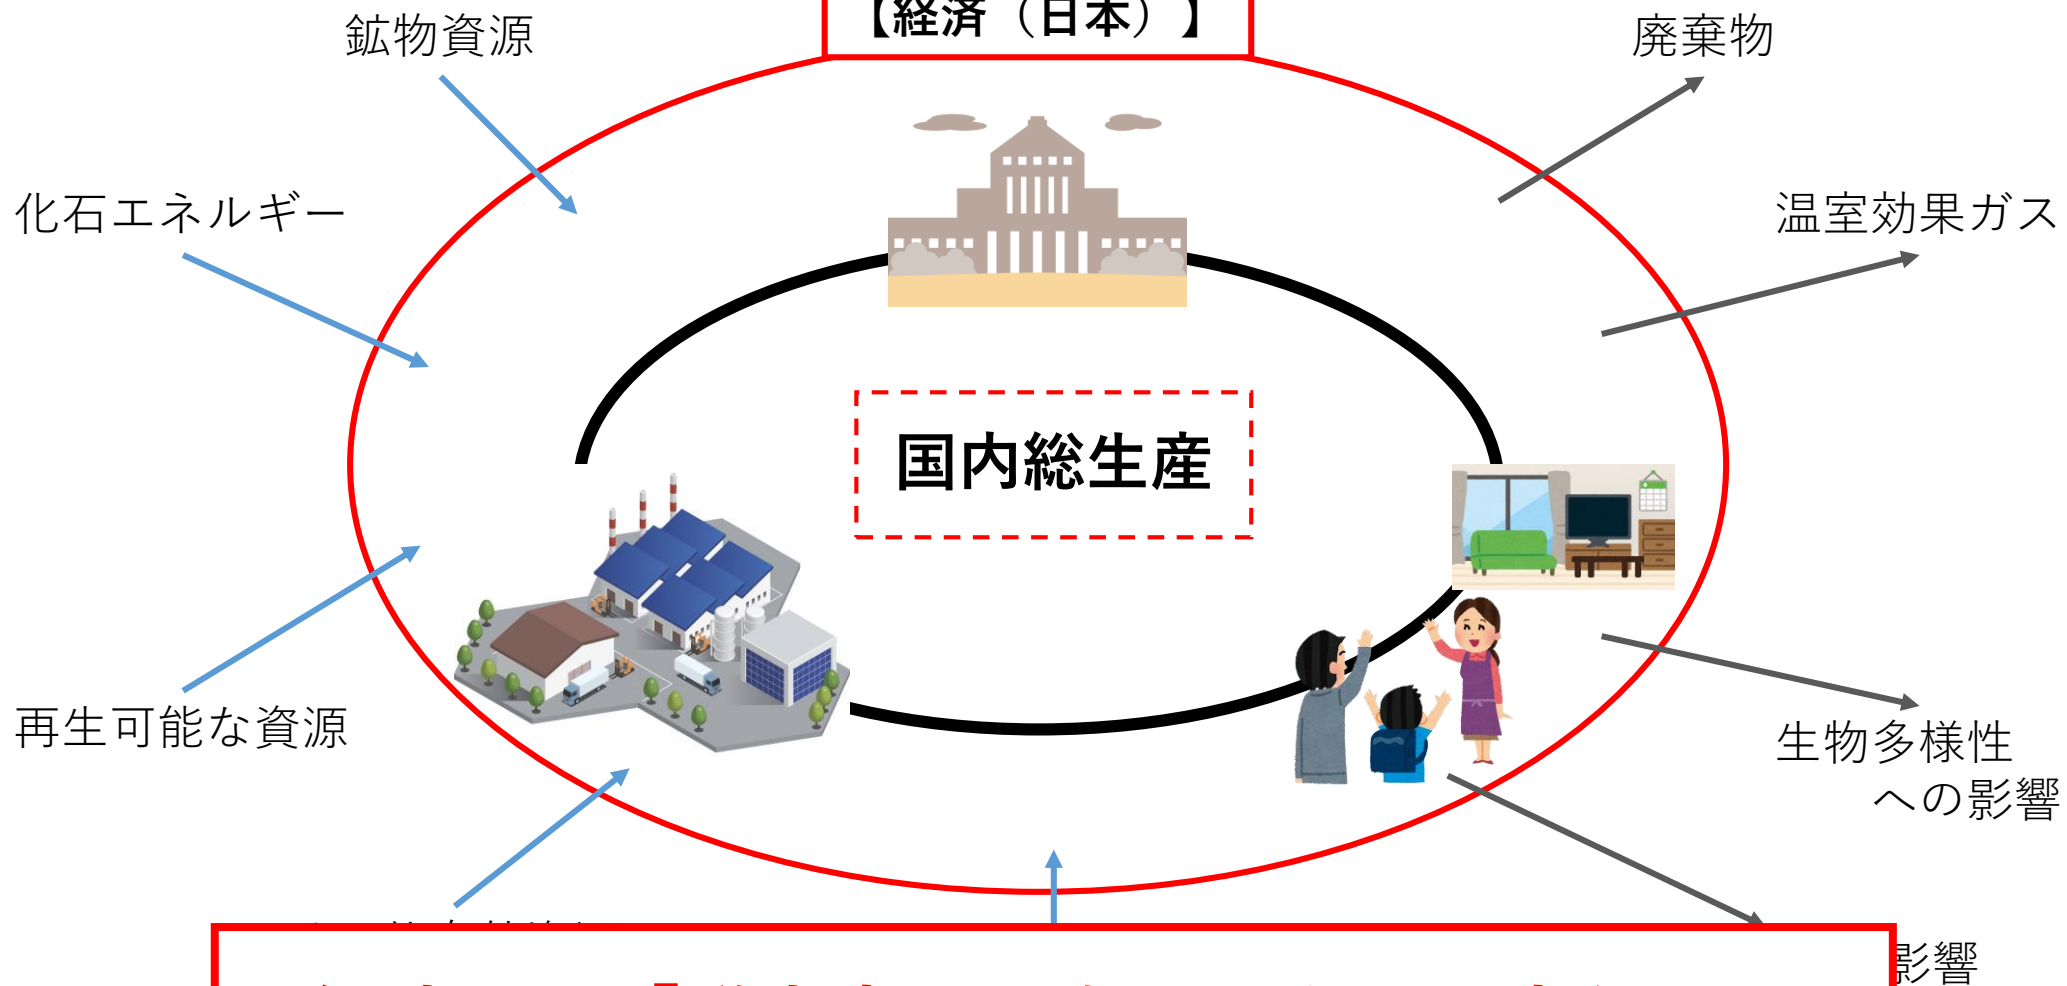 【経済（日本）】
鉱物資源
廃棄物
化石エネルギー
温室効果ガス
国内総生産
再生可能な資源
生物多様性
への影響
影響